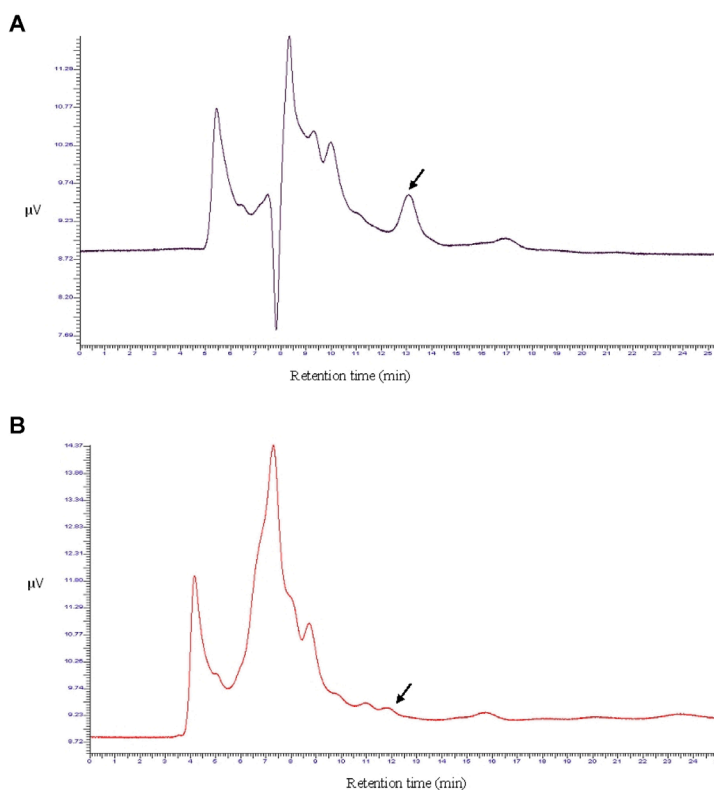 A
11.29
10.77
10.26
9.74
μV
9.23
8.72
8.20
7.69
0 1 2 3 4 5 6 7 8 9 10 11 12 13 14 15 16 17 18 19 20 21 22 23 24 25
Retention time (min)
B
14.37
13.86
13.34
12.83
12.31
11.80
μV
11.29
10.77
10.26
9.74
9.23
8.72
0 1 2 3 4 5 6 7 8 9 10 11 12 13 14 15 16 17 18 19 20 21 22 23 24
Retention time (min)